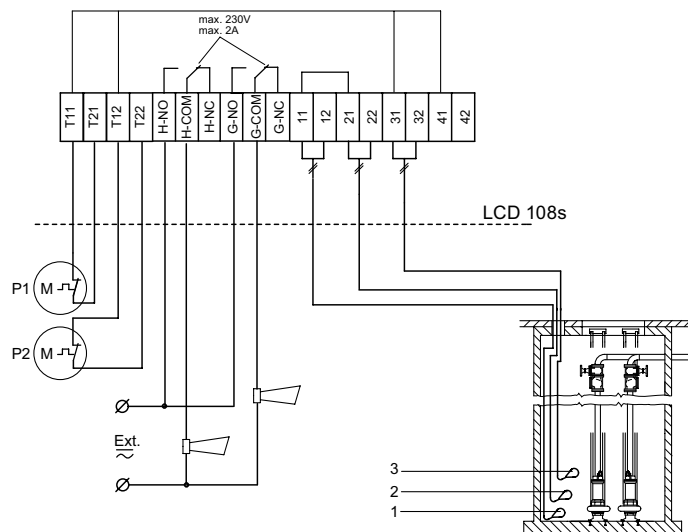 max. 230V
max. 2A
T11 T21 T12 T22 H-NO H-COM H-NC G-NO G-COM G-NC 11 12 21 22 31 32 41 42
LCD 108s
P1 M
P2 M
Ext.
3
2
1